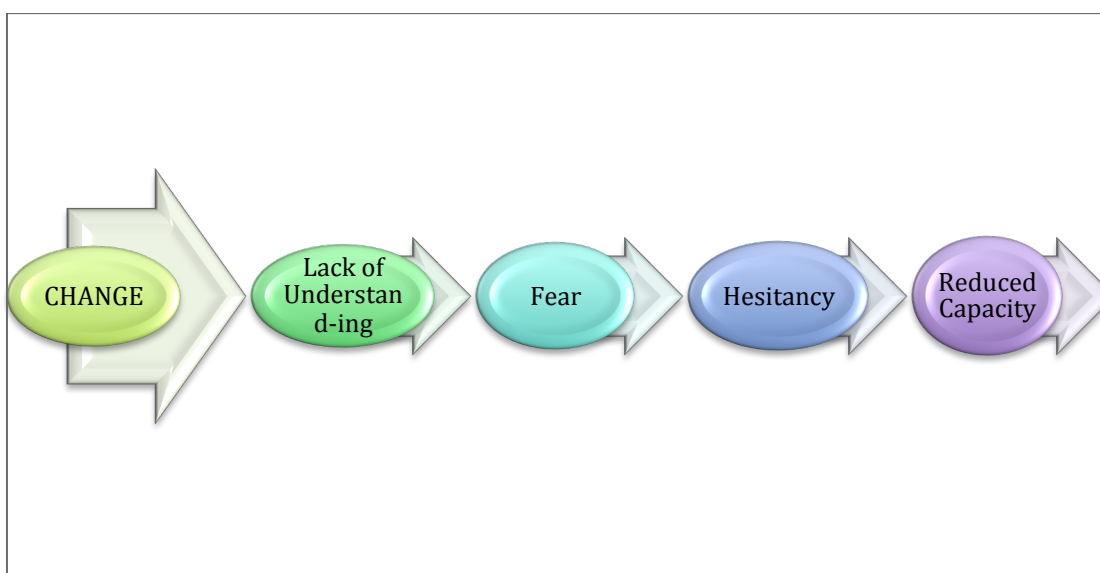 CHANGE
Lack of
Understan
d-ing
Fear
Hesitancy
Reduced
Capacity